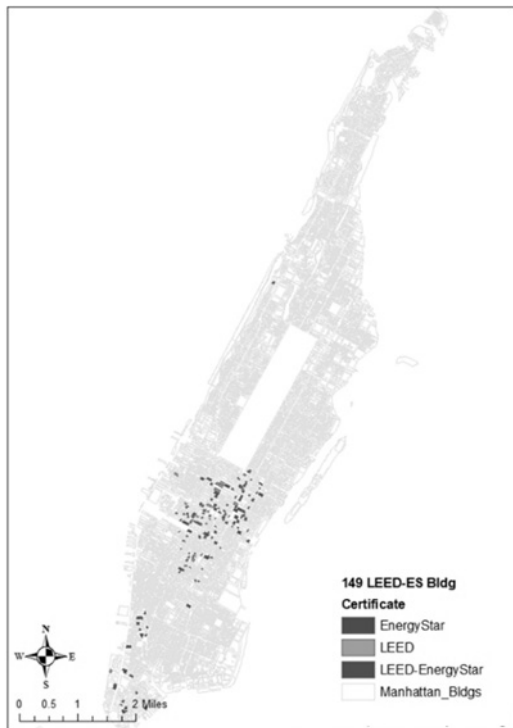 149 LEED-ES Bldg
Certificate
EnergyStar
LEED
LEED-EnergyStar
Manhattan_Bldgs
N
W E
S
0 0.5 1 2 Miles